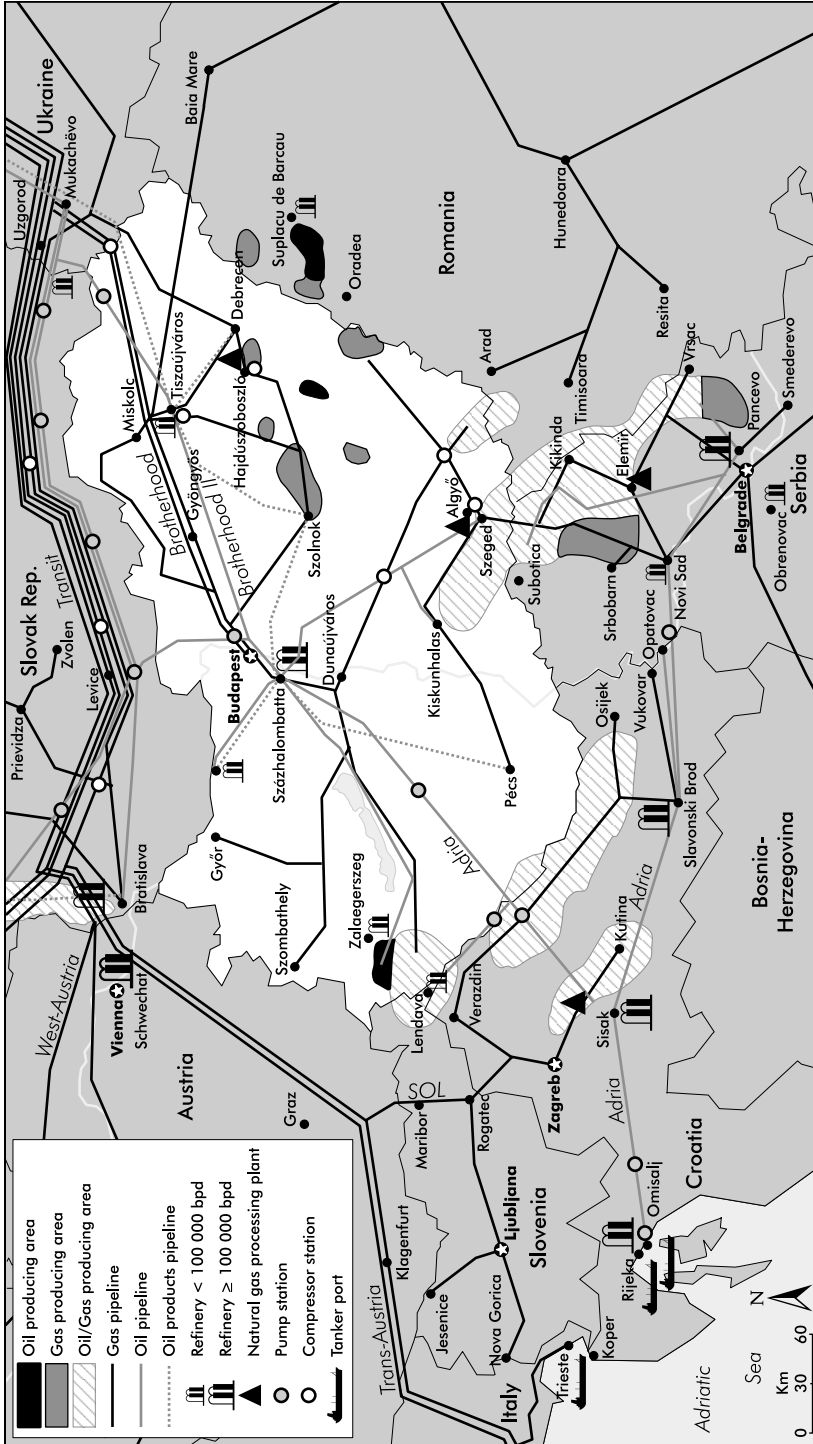 Oil producing area
Gas producing area
Oil/Gas producing area
Gas pipeline
Oil pipeline
Oil products pipeline
Refinery < 100 000 bpd
Refinery ≥ 100 000 bpd
Natural gas processing plant
Pump station
Compressor station
Tanker port
West-Austria
Vienna
Schwechat
Austria
Graz
Trans-Austria
Klagenfurt
Bratislava
Prievidza
Slovak Rep.
Zvolen
Levice
Transit
Uzgorod
Ukraine
Mukachëvo
Baia Mare
Miskolc
Brotherhood
Gyöngyös
Brotherhood II
Tiszaújváros
Debrecen
Hajdúszoboszló
Suplacu de Barcau
Oradea
Szolnok
Budapest
Százhalombatta
Dunaújváros
Győr
Szombathely
Zalaegerszeg
Lendava
Adria
Pécs
Kiskunhalas
Algyő
Szeged
Romania
Arad
Timisoara
Hunedoara
Resita
Vrsac
Kikinda
Elemir
Subotica
Srbobarn
Novi Sad
Opatovac
Vukovar
Osijek
Belgrade
Pancevo
Smederevo
Obrenovac
Serbia
Slavonski Brod
Bosnia-
Herzegovina
Adria
Kutina
Sisak
Verazdin
Zagreb
Adria
SOL
Maribor
Rogatec
Ljubljana
Slovenia
Jesenice
Nova Gorica
Italy
Trieste
Koper
Rijeka
Omisalj
Croatia
Adriatic
Sea
N
Km
0
30
60